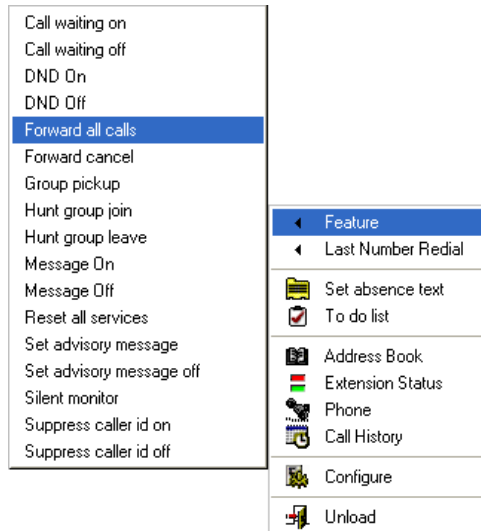 Call waiting on
Call waiting off
DND On
DND Off
Forward all calls
Forward cancel
Group pickup
Hunt group join
Hunt group leave
Message On
Message Off
Reset all services
Set advisory message
Set advisory message off
Silent monitor
Suppress caller id on
Suppress caller id off
Feature
Last Number Redial
Set absence text
To do list
Address Book
Extension Status
Phone
Call History
Configure
Unload